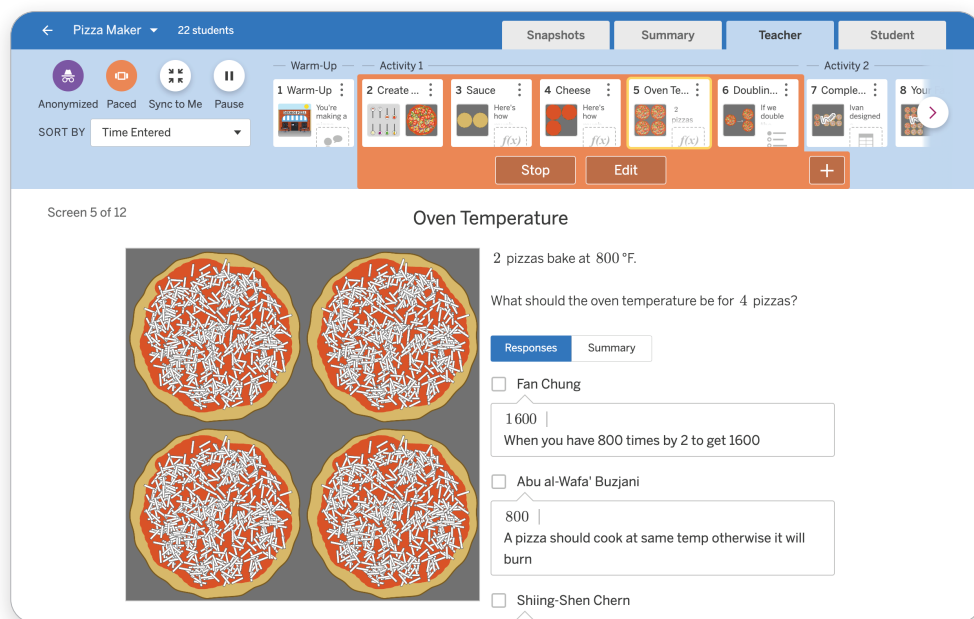 Pizza Maker
22 students
Snapshots
Summary
Teacher
Student
Anonymized
Paced
Sync to Me
Pause
SORT BY
Time Entered
Warm-Up
Activity 1
Activity 2
1 Warm-Up
You're
making a
2 Create ...
3 Sauce
Here's
how
f(x)
4 Cheese
Here's
how
f(x)
5 Oven Te...
2
pizzas
f(x)
6 Doublin...
If we
double
7 Comple...
Ivan
designed
8 You
Stop
Edit
+
Screen 5 of 12
Oven Temperature
2 pizzas bake at 800 °F.
What should the oven temperature be for 4 pizzas?
Responses
Summary
Fan Chung
1600
When you have 800 times by 2 to get 1600
Abu al-Wafa' Buzjani
800
A pizza should cook at same temp otherwise it will
burn
Shiing-Shen Chern